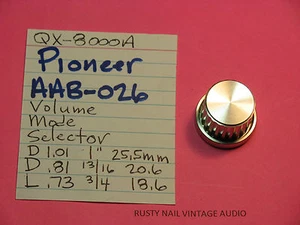 QX-8000A
Pioneer
AAB-026
Volume
Mode
Selector
D 1.01 1" 25.5mm
D .81 13/16 20.6
L .73 3/4 18.6
RUSTY NAIL VINTAGE AUDIO